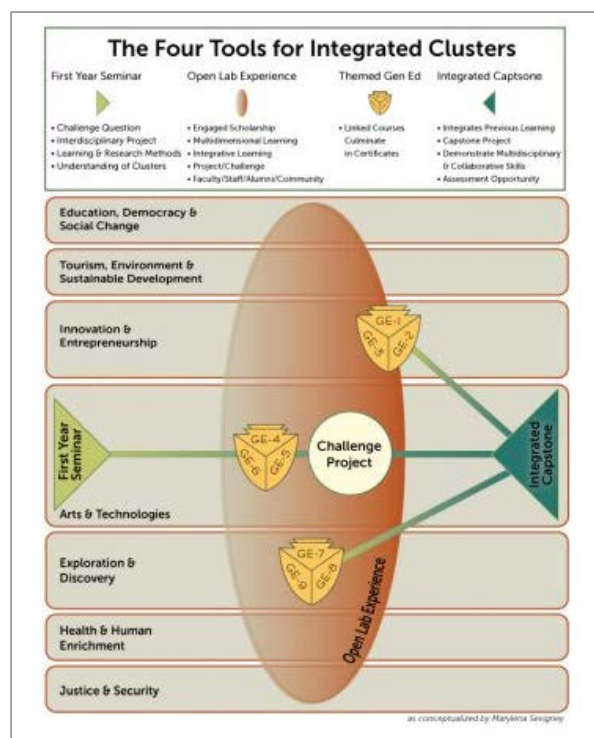 The Four Tools for Integrated Clusters
First Year Seminar
• Challenge Question
• Interdisciplinary Project
• Learning & Research Methods
• Understanding of Clusters
Open Lab Experience
• Engaged Scholarship
• Multidimensional Learning
• Integrative Learning
• Project/Challenge
• Faculty/Staff/Alumni/Community
Themed Gen Ed
• Linked Courses
Culminate
in Certificates
Integrated Captsone
• Integrates Previous Learning
• Capstone Project
• Demonstrate Multidisciplinary
& Collaborative Skills
• Assessment Opportunity
Education, Democracy &
Social Change
Tourism, Environment &
Sustainable Development
Innovation &
Entrepreneurship
GE-1
GE-3
GE-2
First Year
Seminar
GE-4
GE-6
GE-5
Challenge
Project
Integrated
Capstone
Arts & Technologies
Exploration &
Discovery
GE-7
GE-9
GE-8
Open Lab Experience
Health & Human
Enrichment
Justice & Security
as conceptualized by Marylena Sevigney